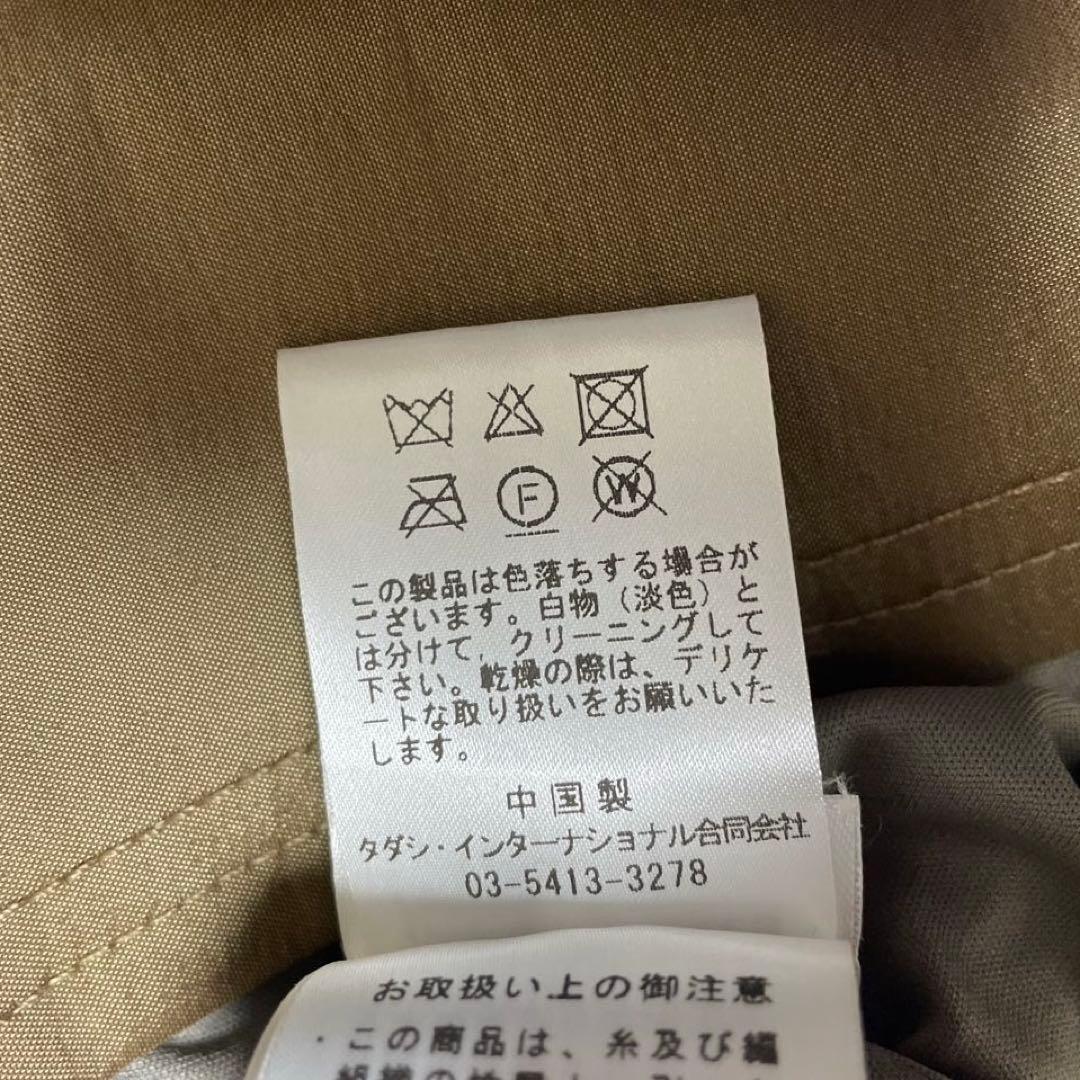 F W
この製品は色落ちする場合が
ございます。白物（淡色）と
は分けて、クリーニングして
下さい。乾燥の際は、デリケ
ートな取り扱いをお願いいた
します。
中国製
タダシ・インターナショナル合同会社
03-5413-3278
お取扱い上の御注意
・この商品は、糸及び編